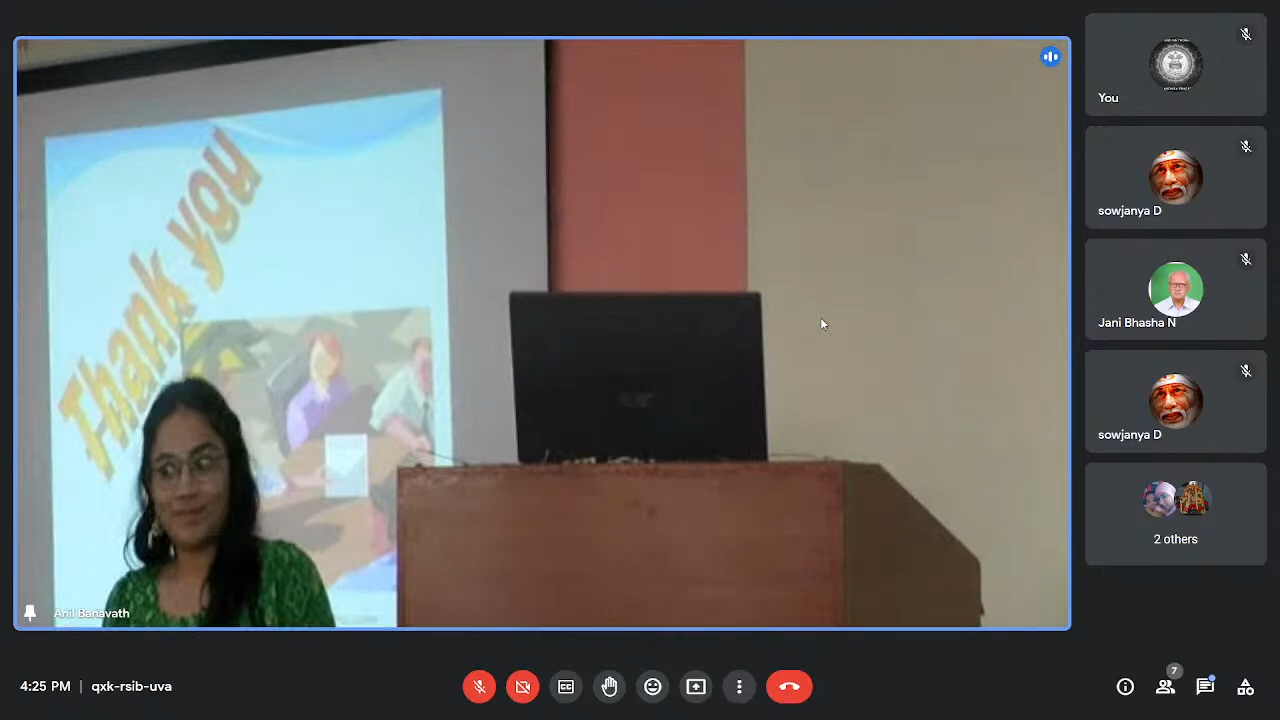 Thank you
You
sowjanya D
Jani Bhasha N
sowjanya D
2 others
Anil Banavath
4:25 PM | qxk-rsib-uva
7